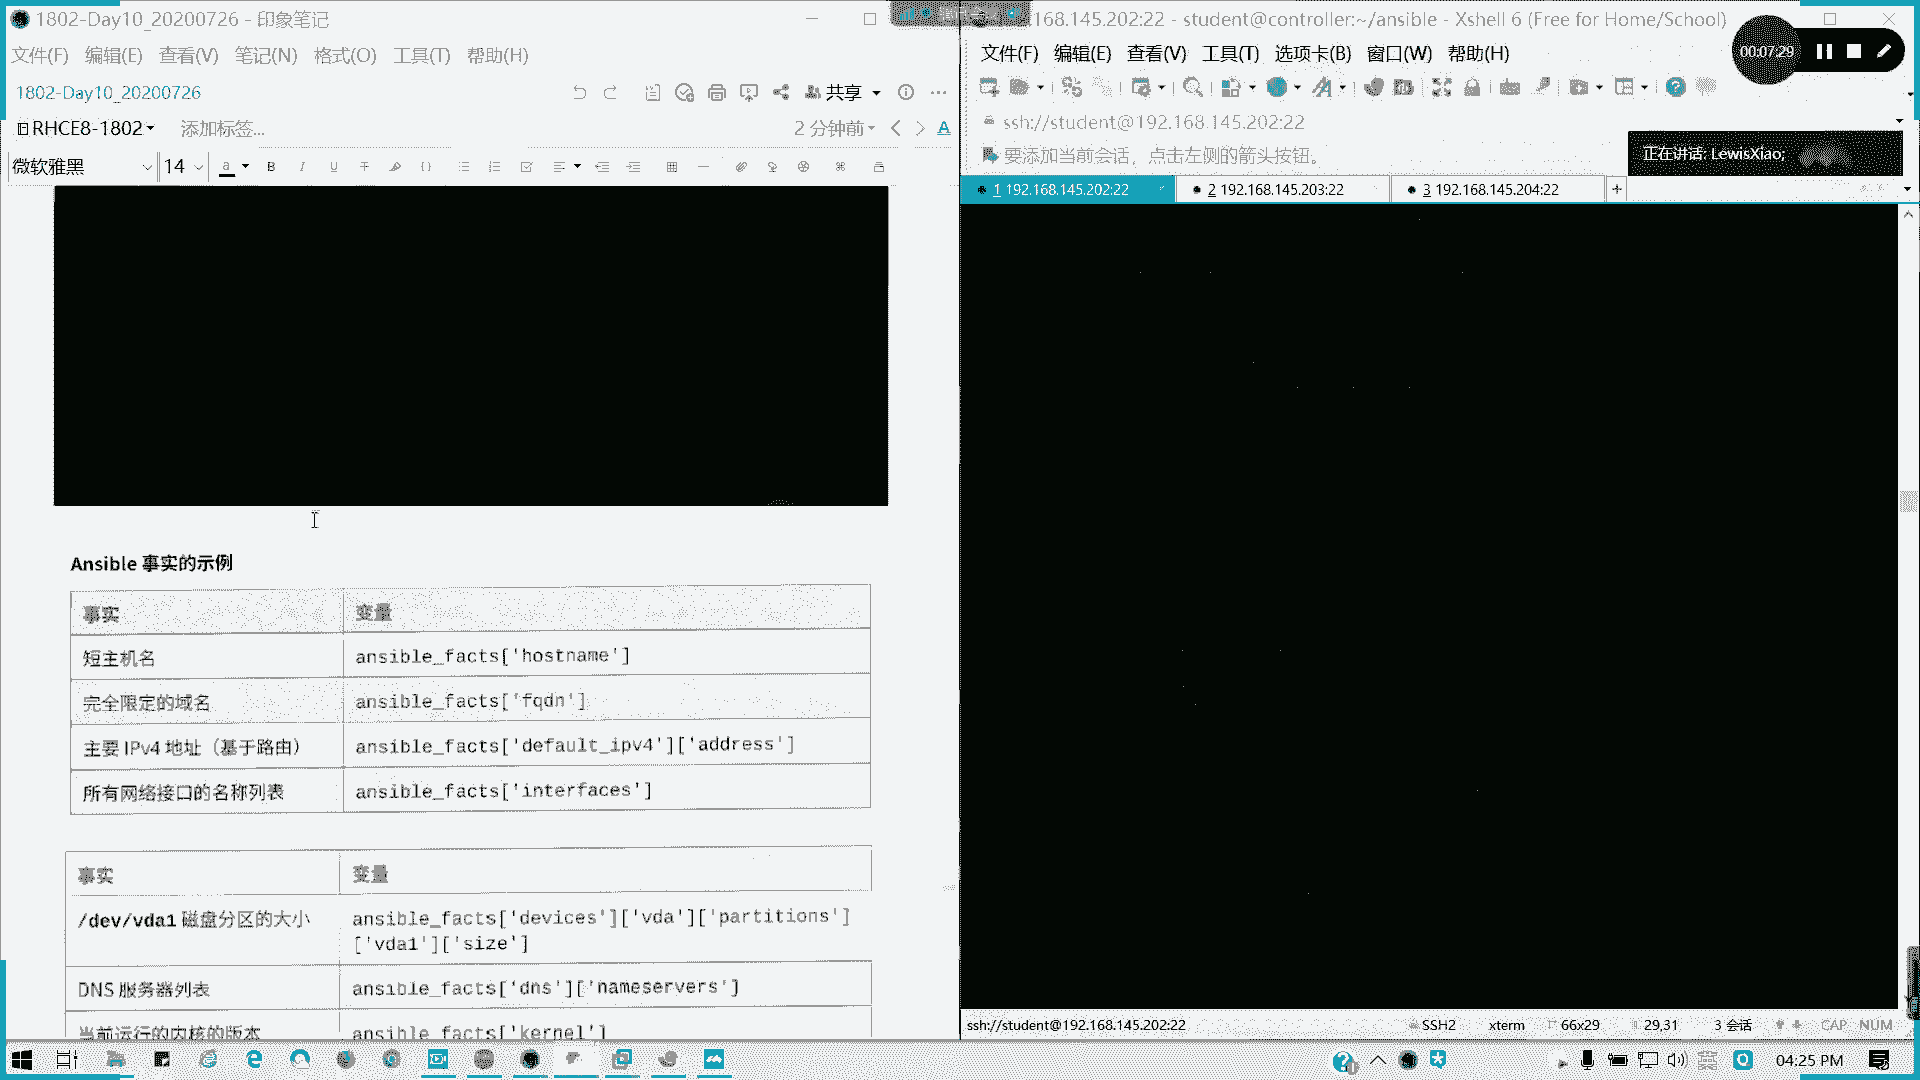 1802-Day10_20200726 - 印象笔记
文件(F) 编辑(E) 查看(V) 笔记(N) 格式(O) 工具(T) 帮助(H)
1802-Day10_20200726
共享
RHCE8-1802 添加标签... 2 分钟前
微软雅黑 14
Ansible 事实的示例
事实 变量
短主机名 ansible_facts['hostname']
完全限定的域名 ansible_facts['fqdn']
主要 IPv4 地址（基于路由） ansible_facts['default_ipv4']['address']
所有网络接口的名称列表 ansible_facts['interfaces']
事实 变量
/dev/vda1 磁盘分区的大小 ansible_facts['devices']['vda']['partitions']
['vda1']['size']
DNS 服务器列表 ansible_facts['dns']['nameservers']
当前运行的内核的版本 ansible_facts['kernel']
168.145.202:22 - student@controller:~/ansible - Xshell 6 (Free for Home/School)
00:07:29
文件(F) 编辑(E) 查看(V) 工具(T) 选项卡(B) 窗口(W) 帮助(H)
ssh://student@192.168.145.202:22
要添加当前会话，点击左侧的箭头按钮。
正在讲话: LewisXiao;
1 192.168.145.202:22 2 192.168.145.203:22 3 192.168.145.204:22
ssh://student@192.168.145.202:22 SSH2 xterm 66x29 29,31 3 会话 CAP NUM
04:25 PM